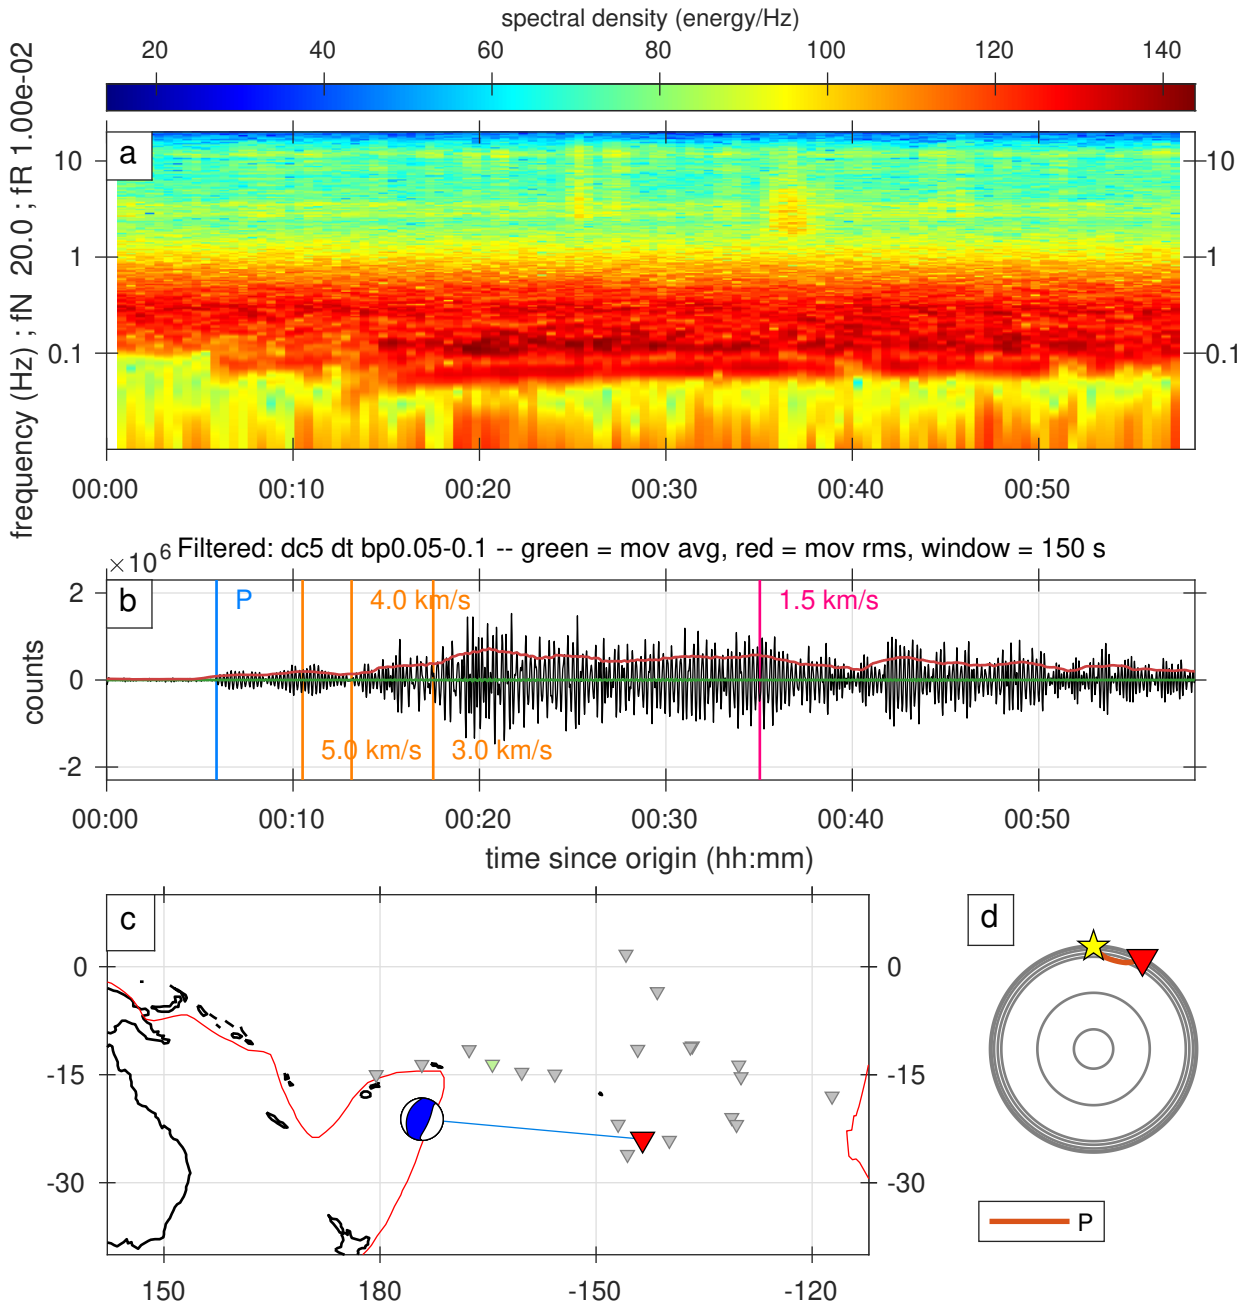 spectral density (energy/Hz)
20 40 60 80 100 120 140
frequency (Hz) ; fN 20.0 ; fR 1.00e-02
a
10 10
1 1
0.1 0.1
00:00 00:10 00:20 00:30 00:40 00:50
×10 6 Filtered: dc5 dt bp0.05-0.1 -- green = mov avg, red = mov rms, window = 150 s
b
counts
2
0
-2
P 4.0 km/s 1.5 km/s
5.0 km/s 3.0 km/s
00:00 00:10 00:20 00:30 00:40 00:50
time since origin (hh:mm)
c
0 0
-15 -15
-30 -30
150 180 -150 -120
d
P